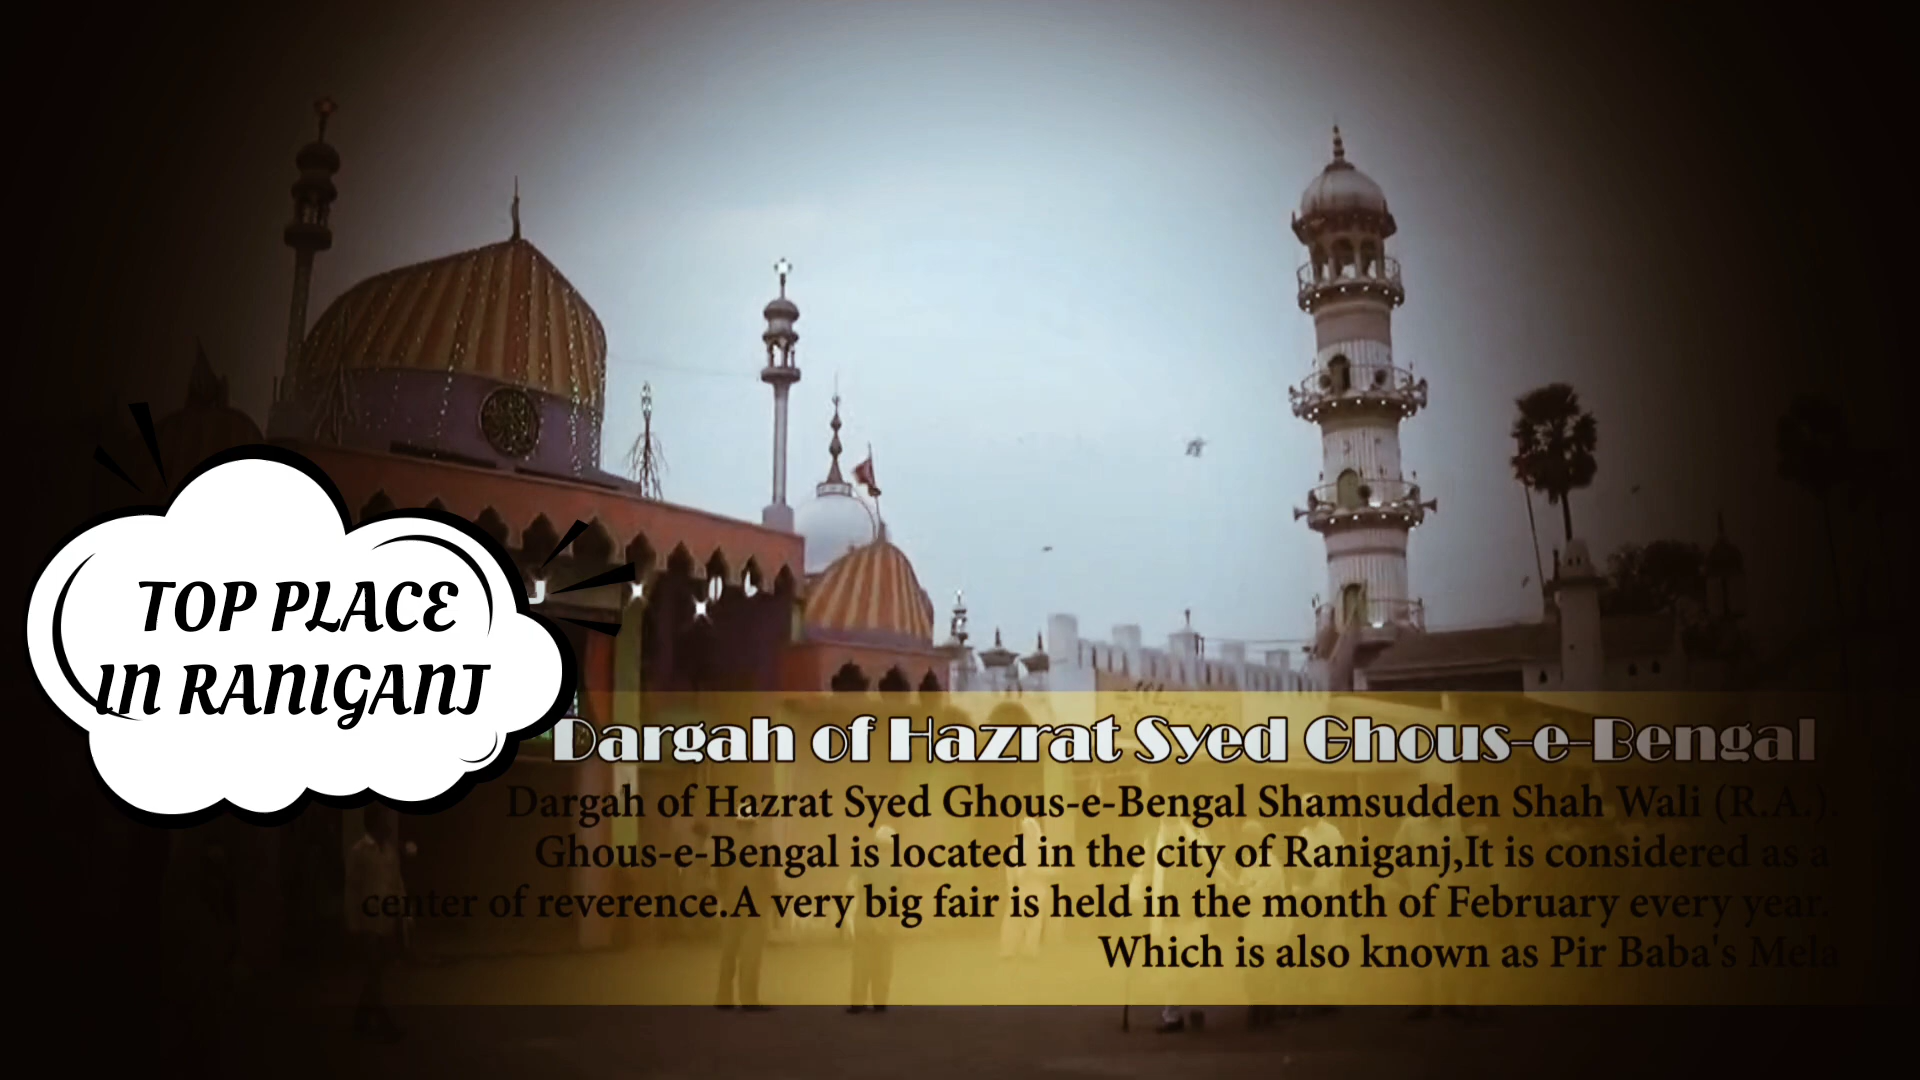 TOP PLACE
IN RANIGANJ
Dargah of Hazrat Syed Ghous-e-Bengal
Dargah of Hazrat Syed Ghous-e-Bengal Shamsudden Shah Wali (R.A.).
Ghous-e-Bengal is located in the city of Raniganj,It is considered as a
center of reverence.A very big fair is held in the month of February every year.
Which is also known as Pir Baba's Mela